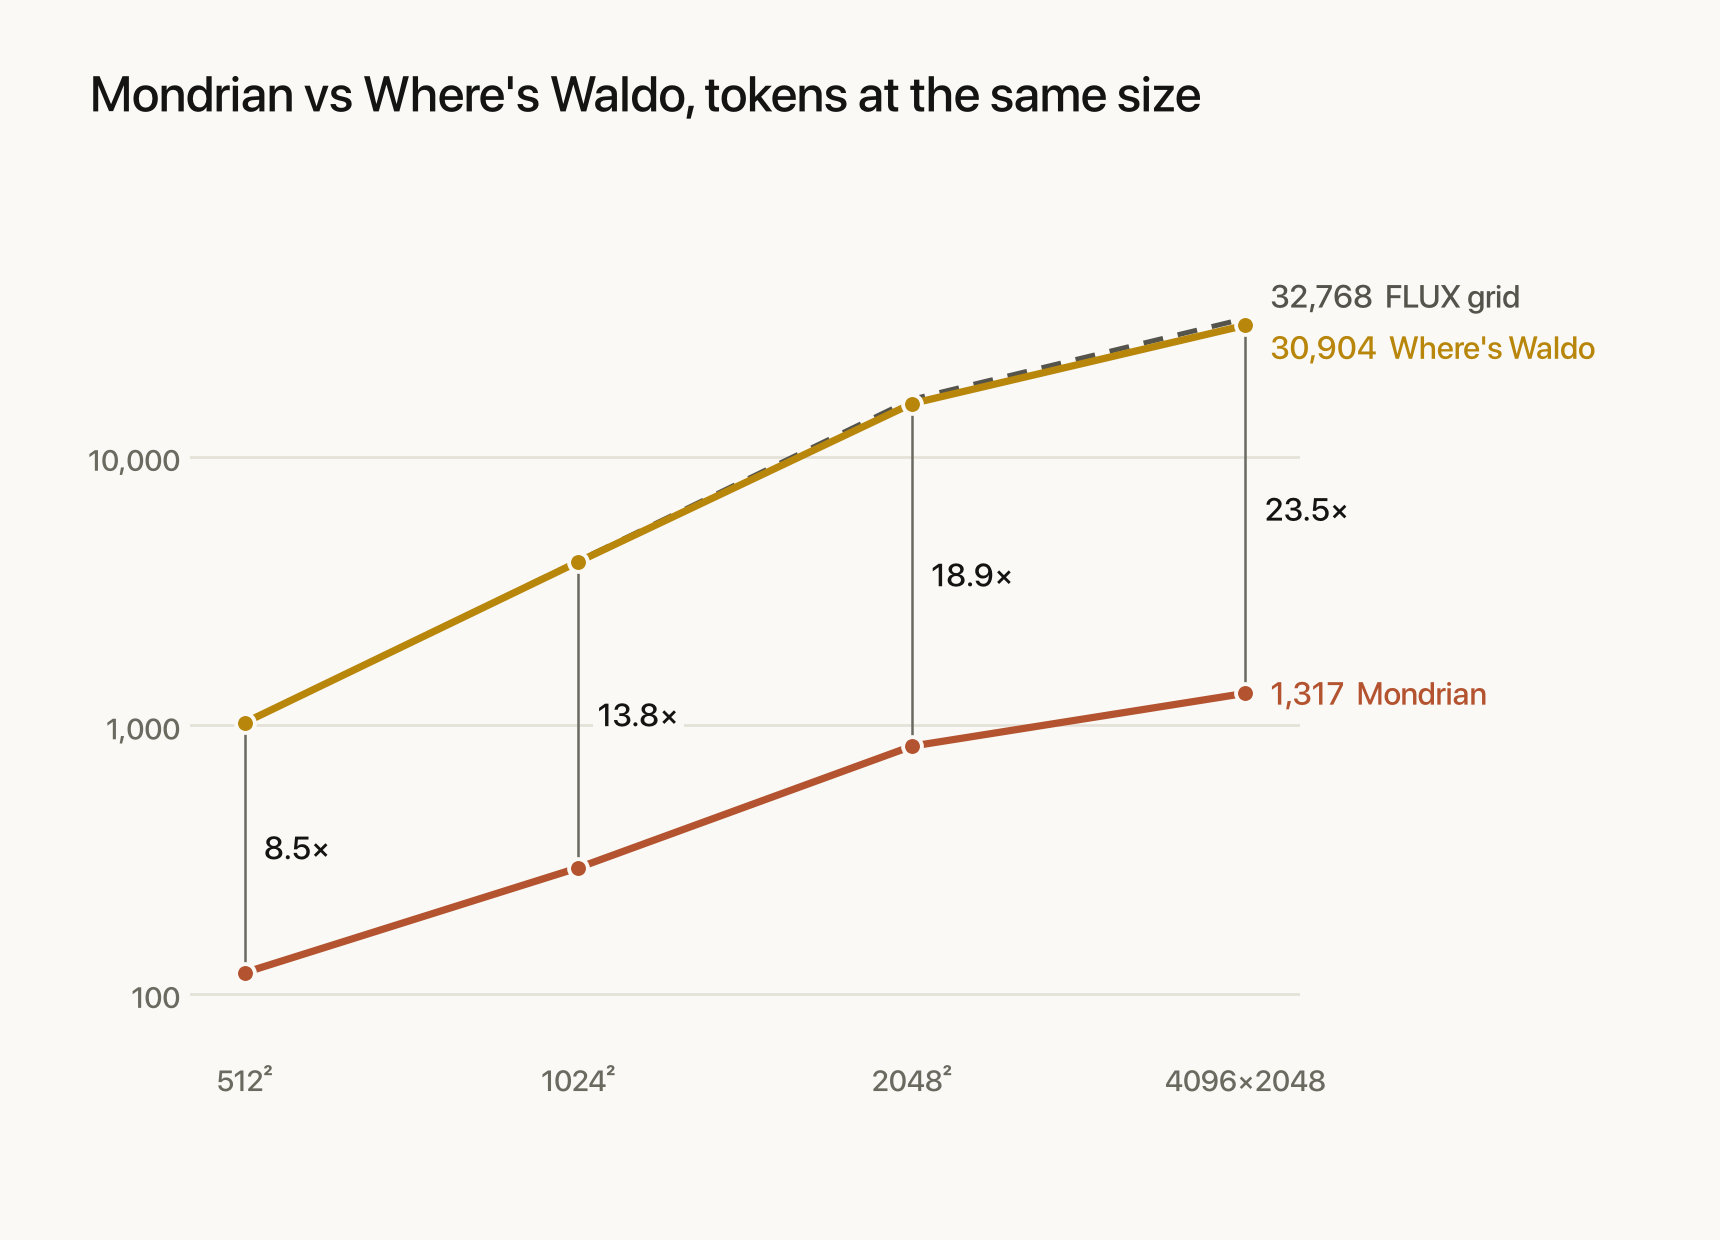 Mondrian vs Where's Waldo, tokens at the same size
32,768 FLUX grid
30,904 Where's Waldo
10,000
23.5×
18.9×
1,317 Mondrian
13.8×
1,000
8.5×
100
512²
1024²
2048²
4096×2048